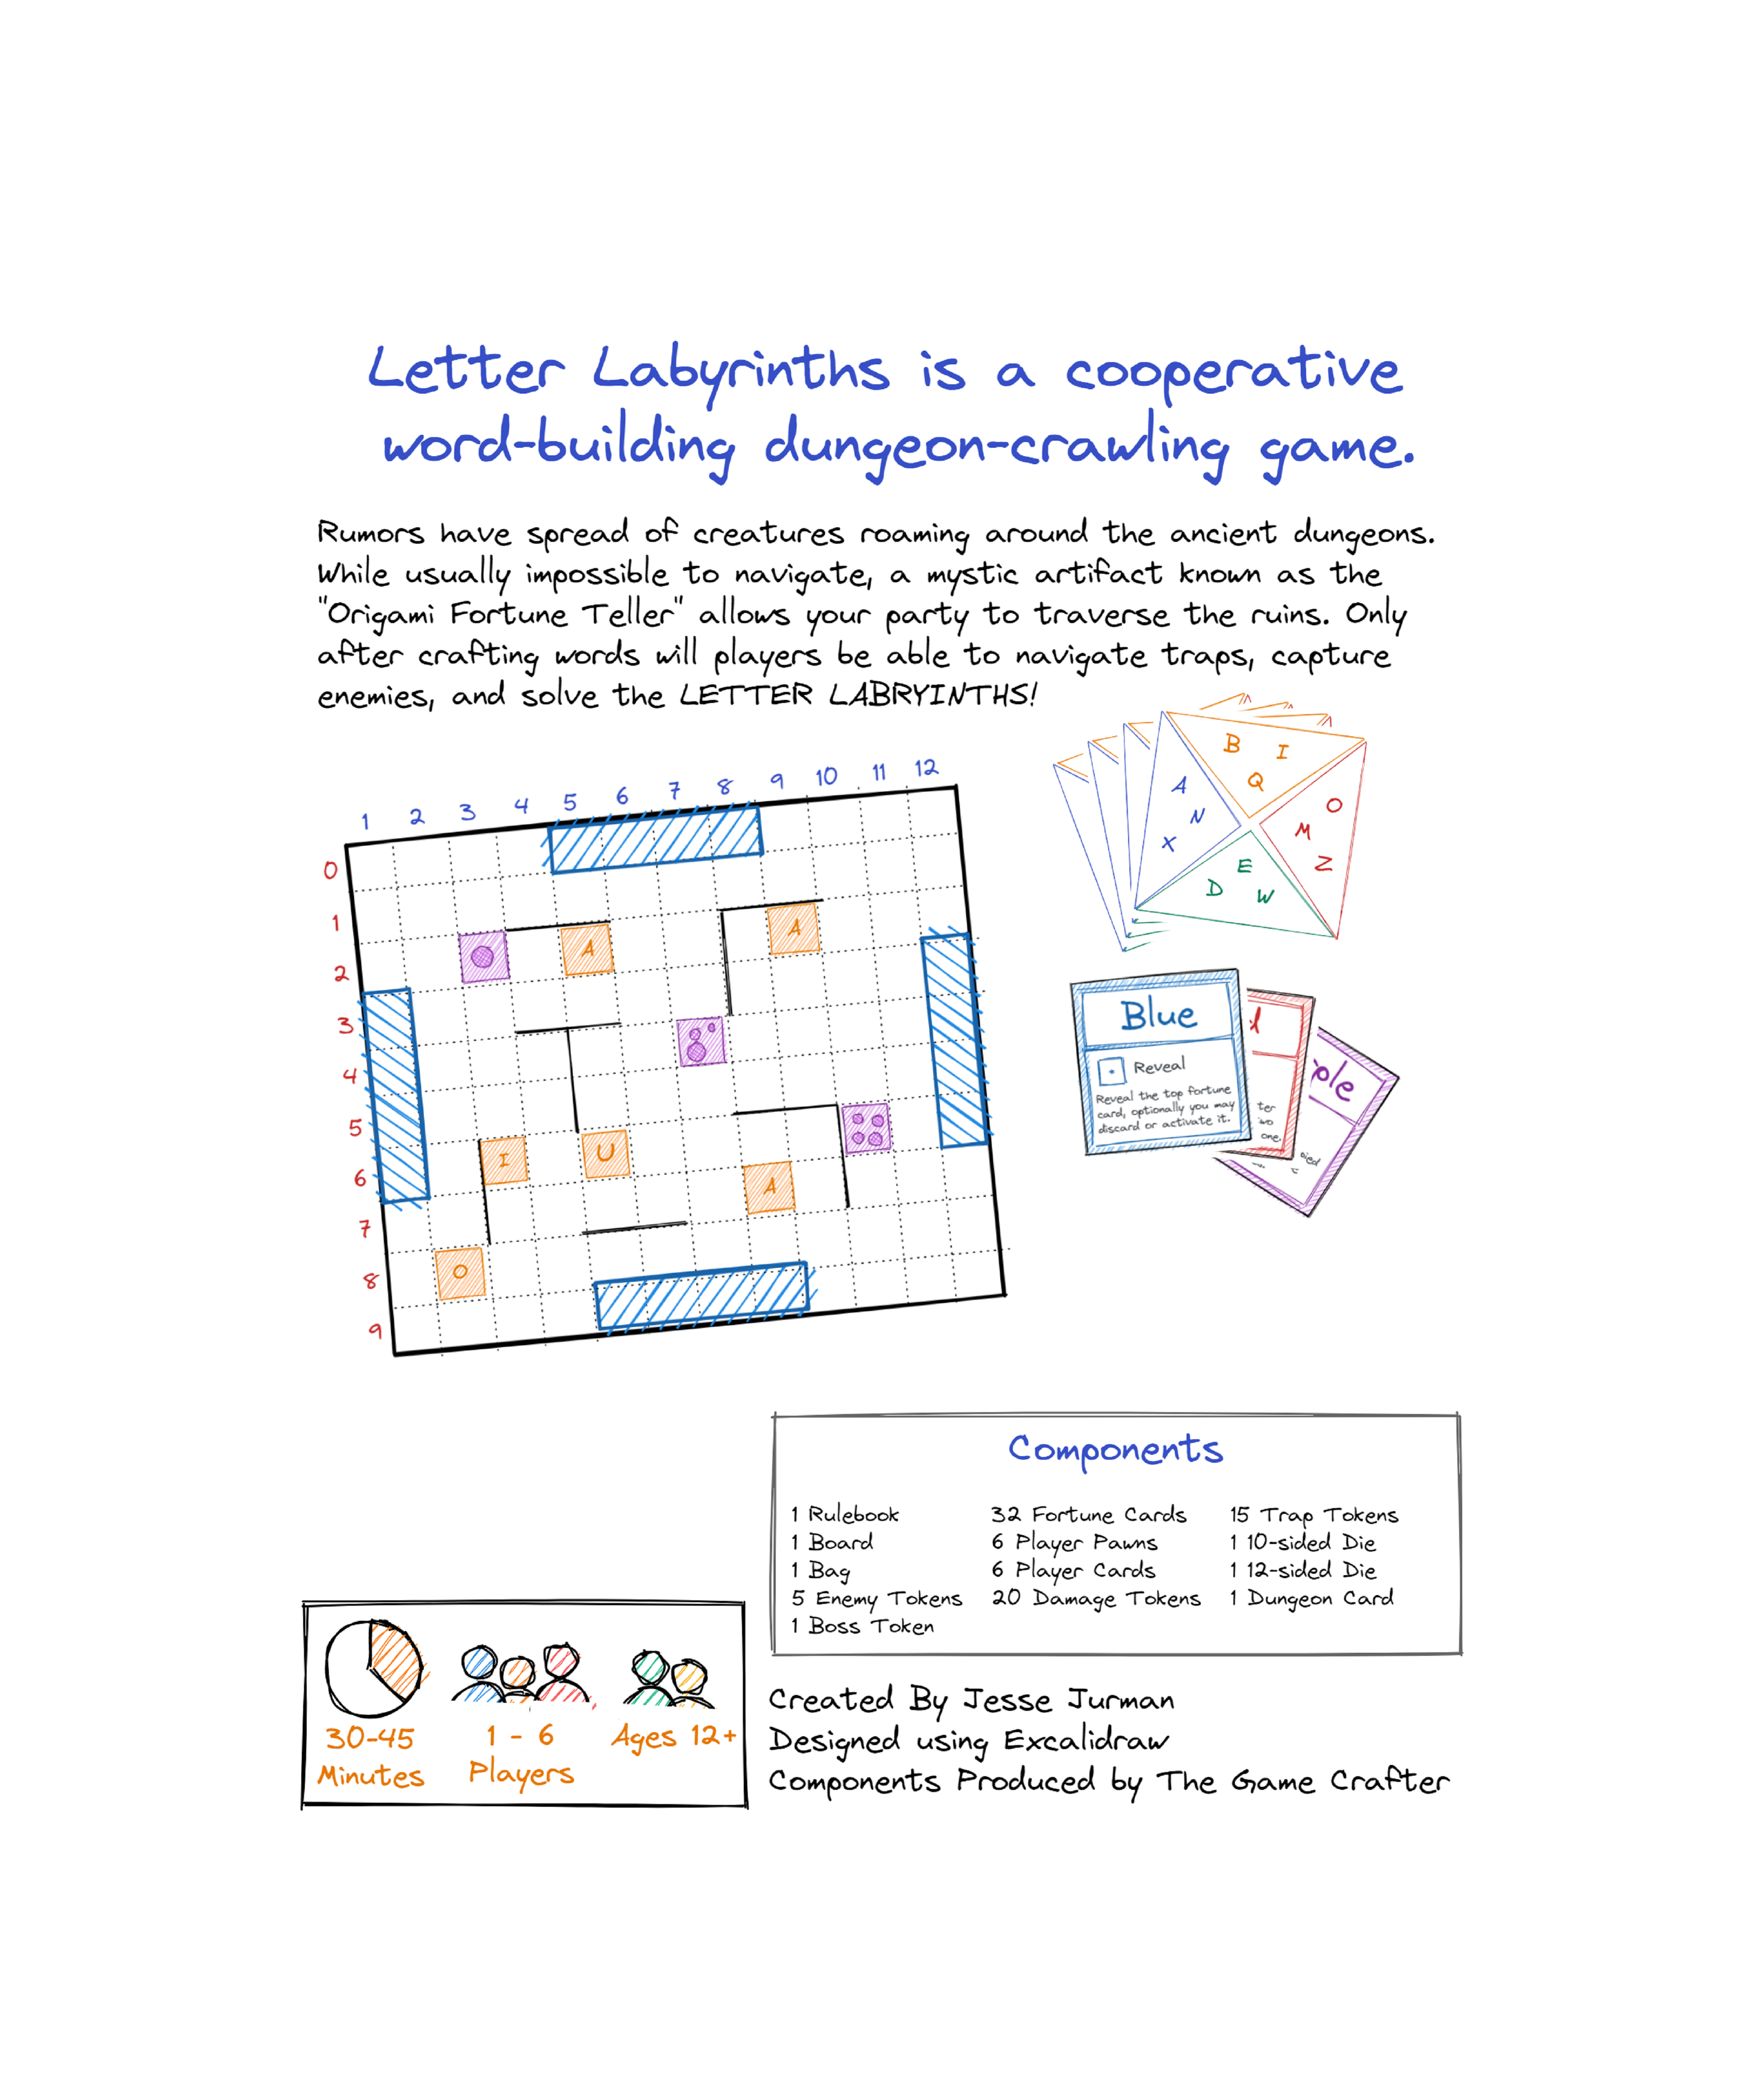 Letter Labyrinths is a cooperative
word-building dungeon-crawling game.
Rumors have spread of creatures roaming around the ancient dungeons.
While usually impossible to navigate, a mystic artifact known as the
"Origami Fortune Teller" allows your party to traverse the ruins. Only
after crafting words will players be able to navigate traps, capture
enemies, and solve the LETTER LABRYINTHS!
1 2 3 4 5 6 7 8 9 10 11 12
0
1
2
3
4
5
6
7
8
9
A
A
I
U
A
O
B I
Q
A
N
X
O
M
Z
E
D W
Blue
Reveal
Reveal the top fortune
card, optionally you may
discard or activate it.
ter
wo
one.
ple
Components
1 Rulebook
1 Board
1 Bag
5 Enemy Tokens
1 Boss Token
32 Fortune Cards
6 Player Pawns
6 Player Cards
20 Damage Tokens
15 Trap Tokens
1 10-sided Die
1 12-sided Die
1 Dungeon Card
30-45
Minutes
1 - 6
Players
Ages 12+
Created By Jesse Jurman
Designed using Excalidraw
Components Produced by The Game Crafter